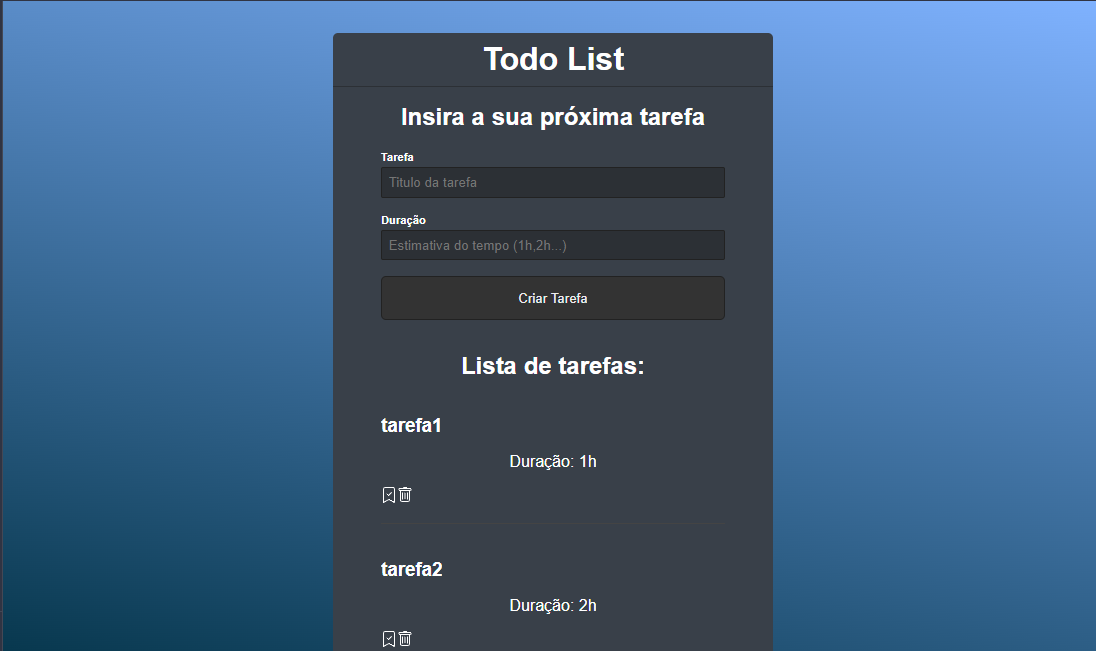 Todo List
Insira a sua próxima tarefa
Tarefa
Titulo da tarefa
Duração
Estimativa do tempo (1h,2h...)
Criar Tarefa
Lista de tarefas:
tarefa1
Duração: 1h
tarefa2
Duração: 2h